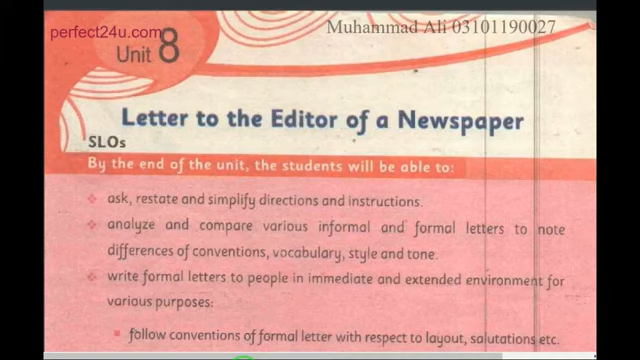 perfect24u.com
Muhammad Ali 03101190027
Unit 8
Letter to the Editor of a Newspaper
SLOs
By the end of the unit, the students will be able to:
ask, restate and simplify directions and instructions.
analyze and compare various informal and formal letters to note
differences of conventions, vocabulary, style and tone.
write formal letters to people in immediate and extended environment for
various purposes:
follow conventions of formal letter with respect to layout, salutations etc.